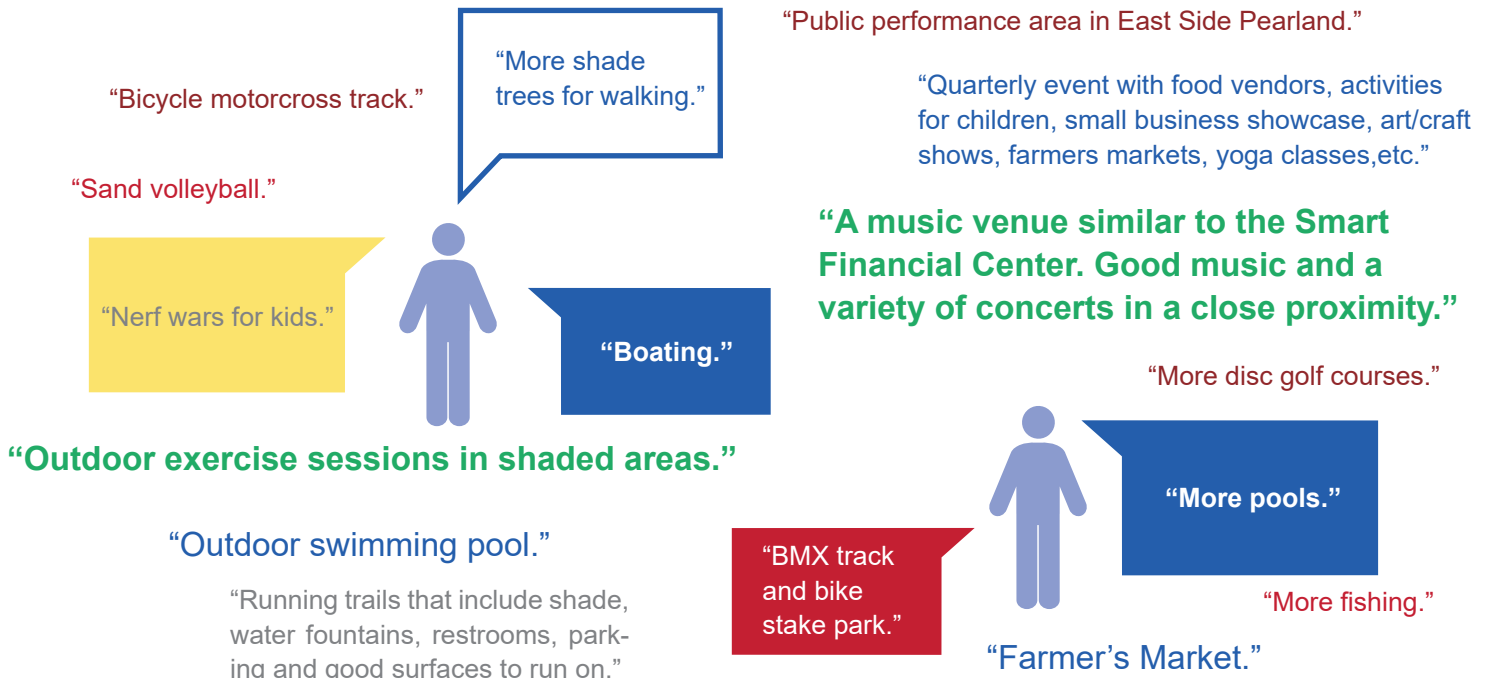 “Public performance area in East Side Pearland.”
“More shade
trees for walking.”
“Bicycle motorcross track.”
“Quarterly event with food vendors, activities
for children, small business showcase, art/craft
shows, farmers markets, yoga classes,etc.”
“Sand volleyball.”
“A music venue similar to the Smart
Financial Center. Good music and a
variety of concerts in a close proximity.”
“Nerf wars for kids.”
“Boating.”
“More disc golf courses.”
“Outdoor exercise sessions in shaded areas.”
“More pools.”
“Outdoor swimming pool.”
“BMX track
and bike
stake park.”
“Running trails that include shade,
water fountains, restrooms, park-
ing and good surfaces to run on.”
“More fishing.”
“Farmer’s Market.”